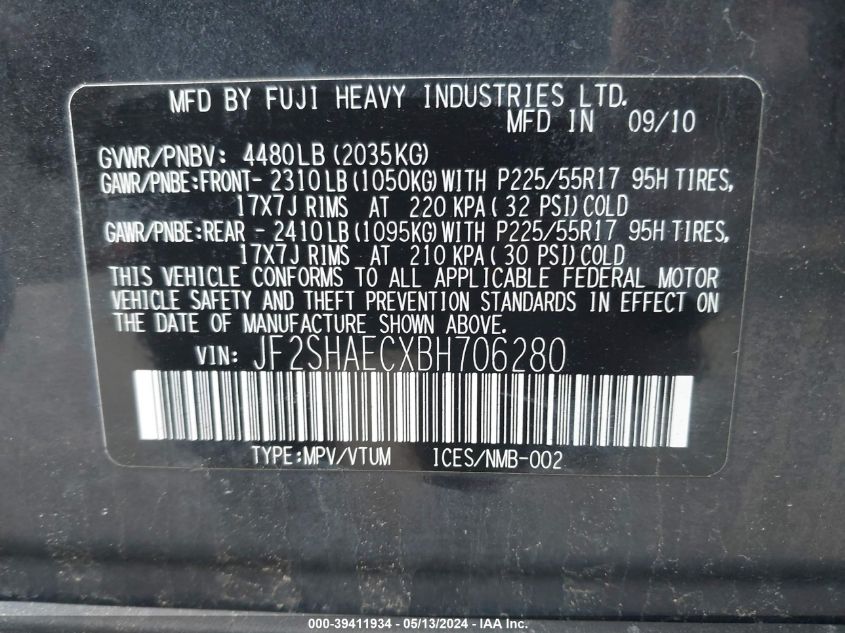 MFD BY FUJI HEAVY INDUSTRIES LTD.
MFD IN 09/10
GVWR/PNBV: 4480LB(2035KG)
GAWR/PNBE:FRONT-2310LB(1050KG)WITH P225/55R17 95H TIRES,
17X7J RIMS AT 220 KPA( 32 PSI)COLD
GAWR/PNBE:REAR -2410LB(1095KG)WITH P225/55R17 95H TIRES,
17X7J RIMS AT 210 KPA( 30 PSI)COLD
THIS VEHICLE CONFORMS TO ALL APPLICABLE FEDERAL MOTOR
VEHICLE SAFETY AND THEFT PREVENTION STANDARDS IN EFFECT ON
THE DATE OF MANUFACTURE SHOWN ABOVE.
VIN: JF2SHAECXBH706280
TYPE:MPV/VTUM ICES/NMB-002
000-39411934 - 05/13/2024 - IAA Inc.